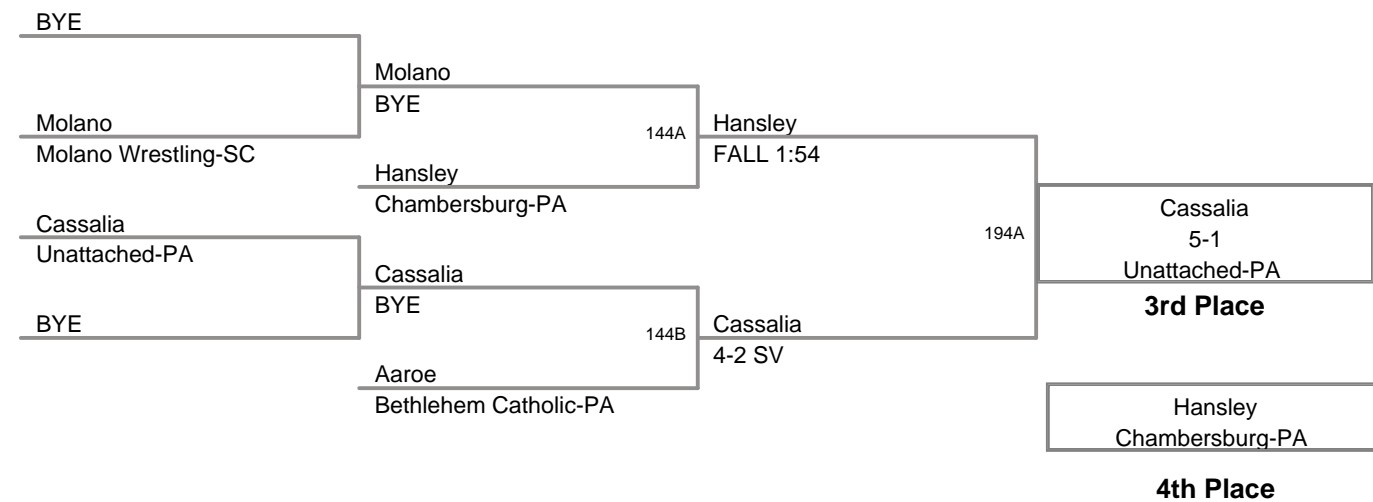 BYE
Molano
BYE
Molano
Molano Wrestling-SC
144A
Hansley
FALL 1:54
Hansley
Chambersburg-PA
Cassalia
Unattached-PA
194A
Cassalia
5-1
Unattached-PA
3rd Place
Cassalia
BYE
BYE
144B
Cassalia
4-2 SV
Aaroe
Bethlehem Catholic-PA
Hansley
Chambersburg-PA
4th Place